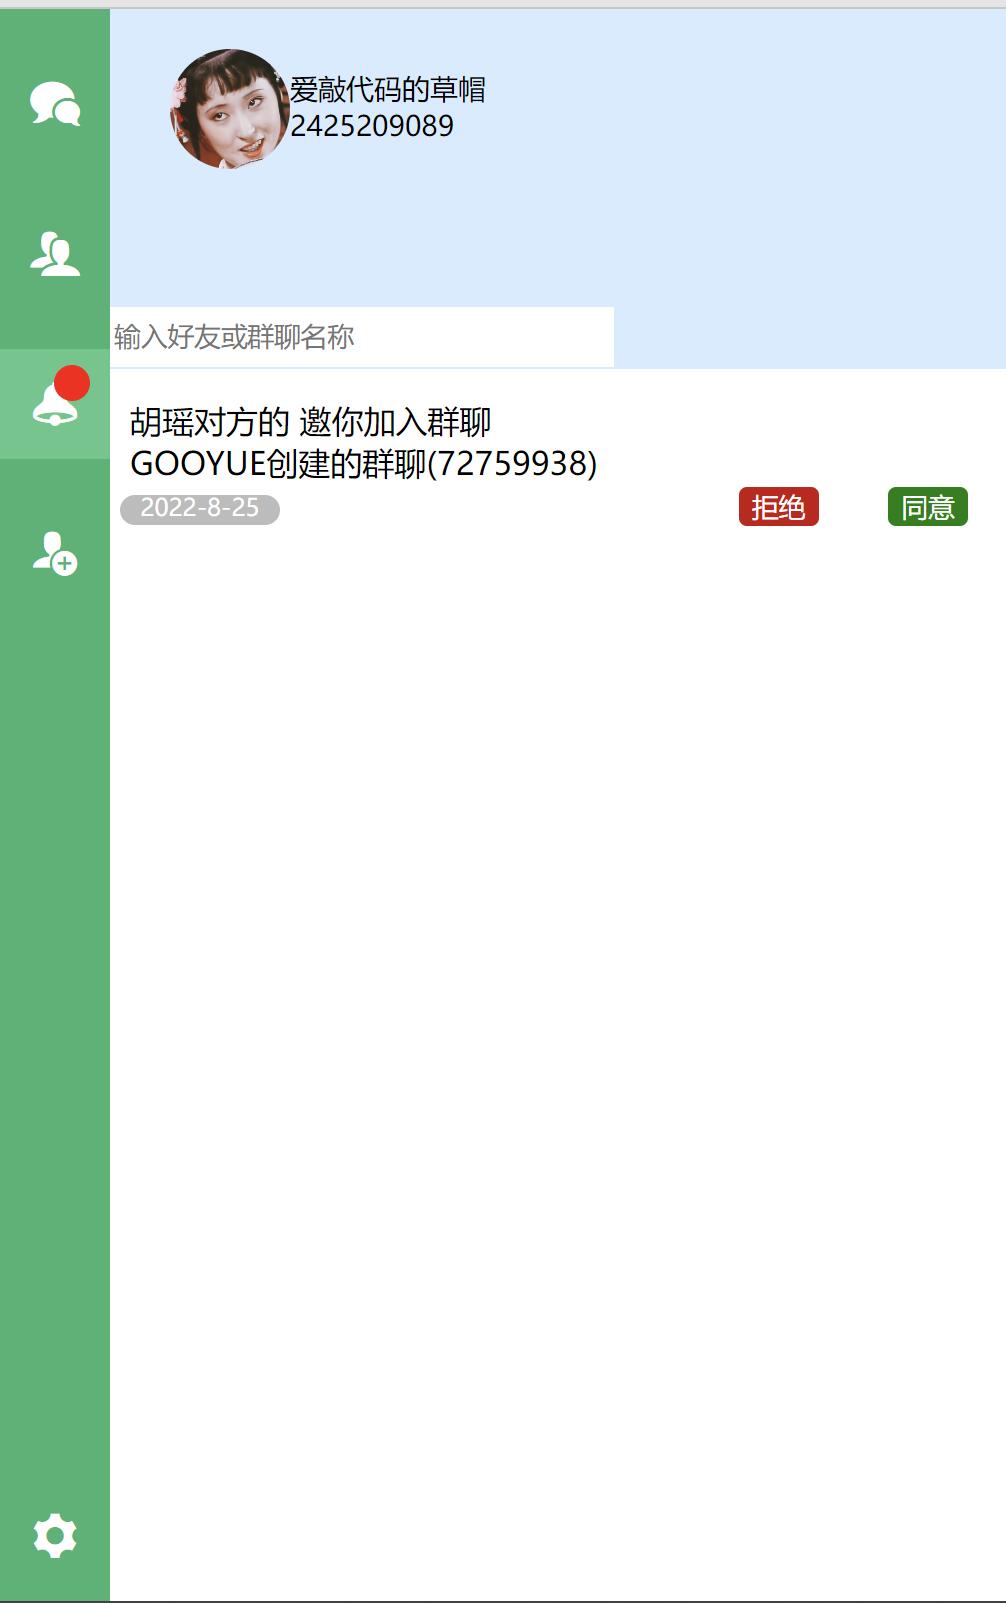 爱敲代码的草帽
2425209089
输入好友或群聊名称
胡瑶对方的 邀你加入群聊
GOOYUE创建的群聊(72759938)
2022-8-25
拒绝
同意